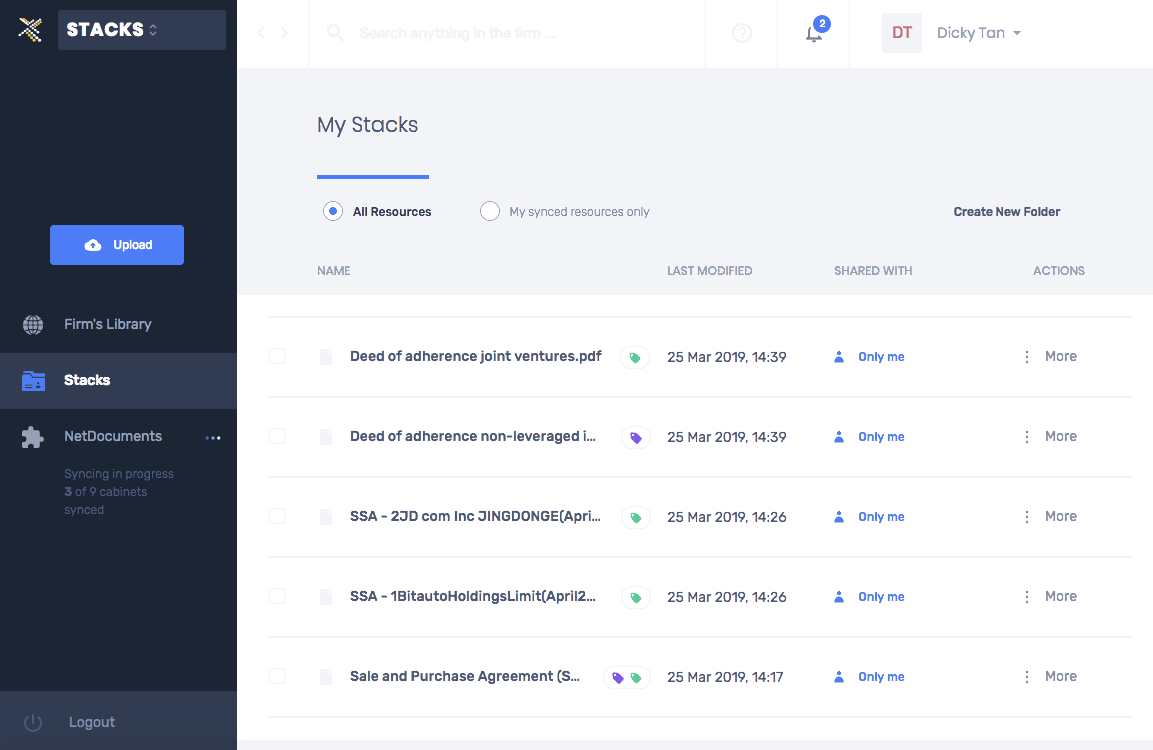 STACKS
Search anything in the firm ...
2
DT
Dicky Tan
My Stacks
Upload
All Resources
My synced resources only
Create New Folder
NAME
LAST MODIFIED
SHARED WITH
ACTIONS
Firm's Library
Stacks
NetDocuments
Syncing in progress
3 of 9 cabinets
synced
Logout
Deed of adherence joint ventures.pdf
25 Mar 2019, 14:39
Only me
More
Deed of adherence non-leveraged i...
25 Mar 2019, 14:39
Only me
More
SSA - 2JD com Inc JINGDONGE(Apri...
25 Mar 2019, 14:26
Only me
More
SSA - 1BitautoHoldingsLimit(April2...
25 Mar 2019, 14:26
Only me
More
Sale and Purchase Agreement (S...
25 Mar 2019, 14:17
Only me
More